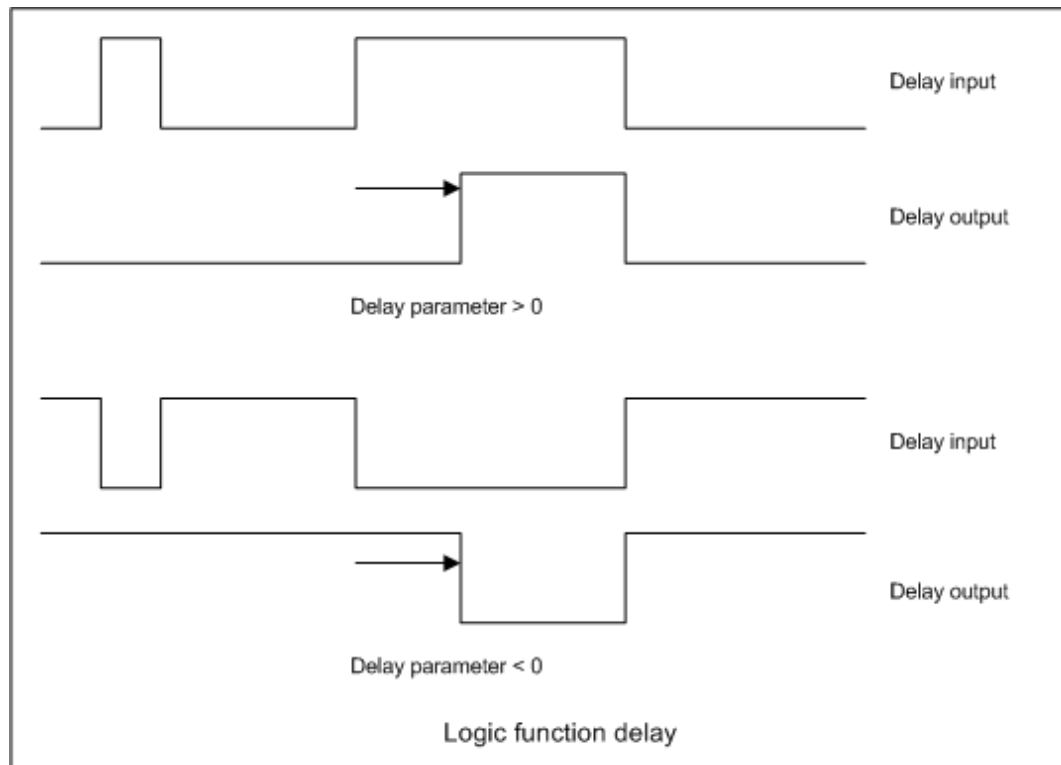 Delay input
Delay output
Delay parameter > 0
Delay input
Delay output
Delay parameter < 0
Logic function delay